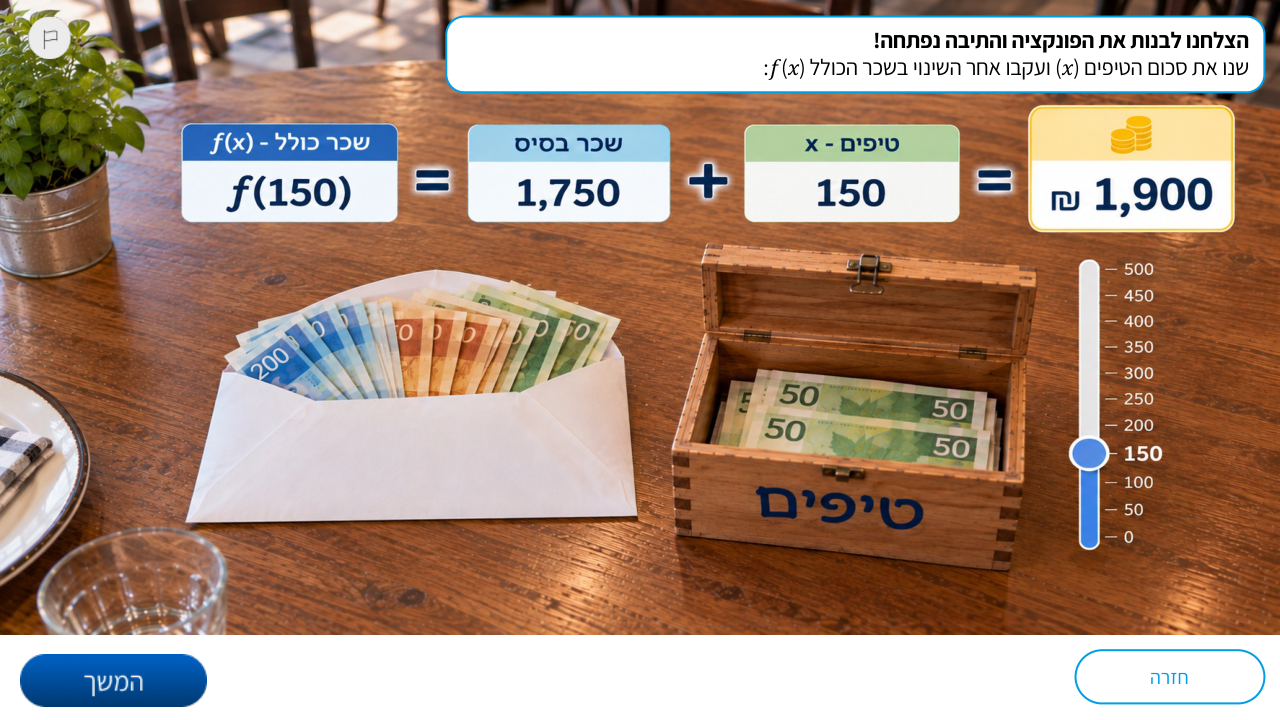 הצלחנו לבנות את הפונקציה והתיבה נפתחה!
שנו את סכום הטיפים (x) ועקבו אחר השינוי בשכר הכולל f(x):
שכר כולל - f(x)
שכר בסיס
טיפים - x
f(150)
=
1,750
+
150
=
1,900 ₪
200
50
50
50
50
טיפים
500
450
400
350
300
250
200
150
100
50
0
המשך
חזרה